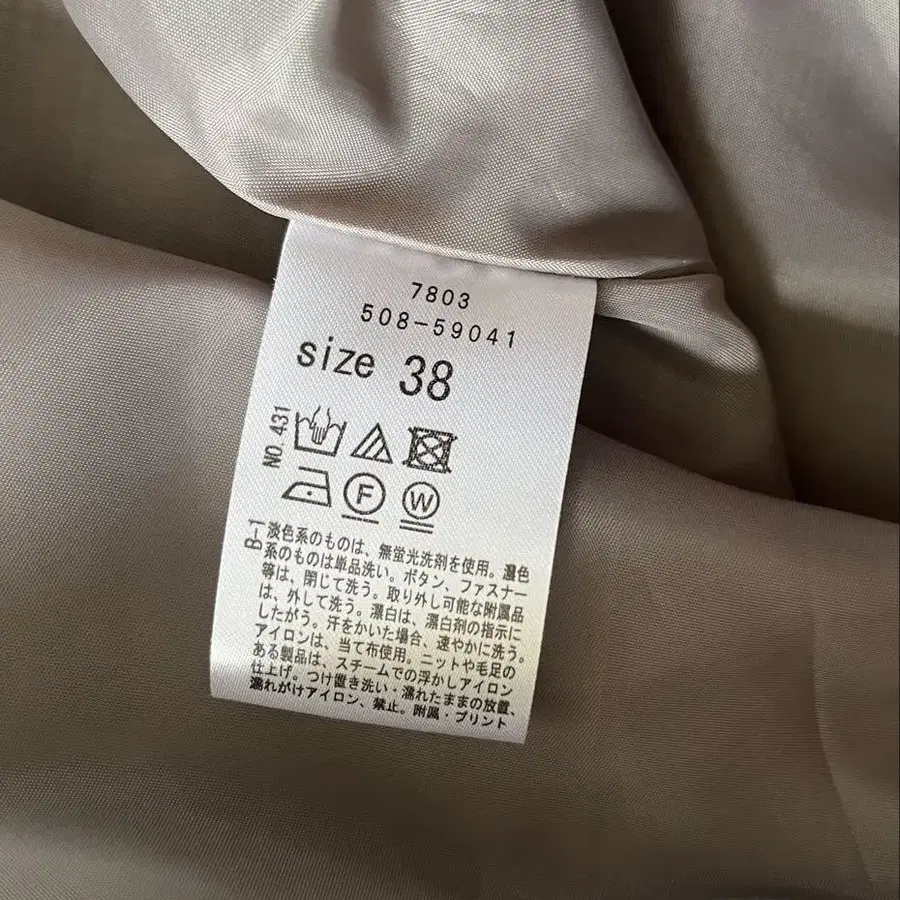 7803
508-59041
size 38
NO.431
F W
B-1
淡色系のものは、無蛍光洗剤を使用。濃色
系のものは単品洗い。ボタン、ファスナー
等は、閉じて洗う。取り外し可能な附属品
は、外して洗う。漂白は、漂白剤の指示に
したがう。汗をかいた場合、速やかに洗う。
アイロンは、当て布使用。ニットや毛足の
ある製品は、スチームでの浮かしアイロン
仕上げ。つけ置き洗い・濡れたままの放置、
濡れがけアイロン、禁止。附属・プリント